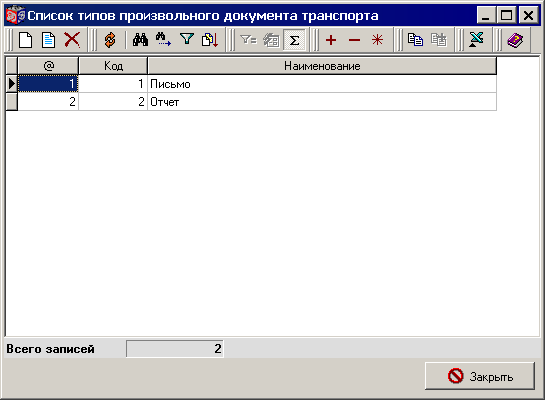 Список типов произвольного документа транспорта
@ Код Наименование
1 1 Письмо
2 2 Отчет
Всего записей 2
Закрыть